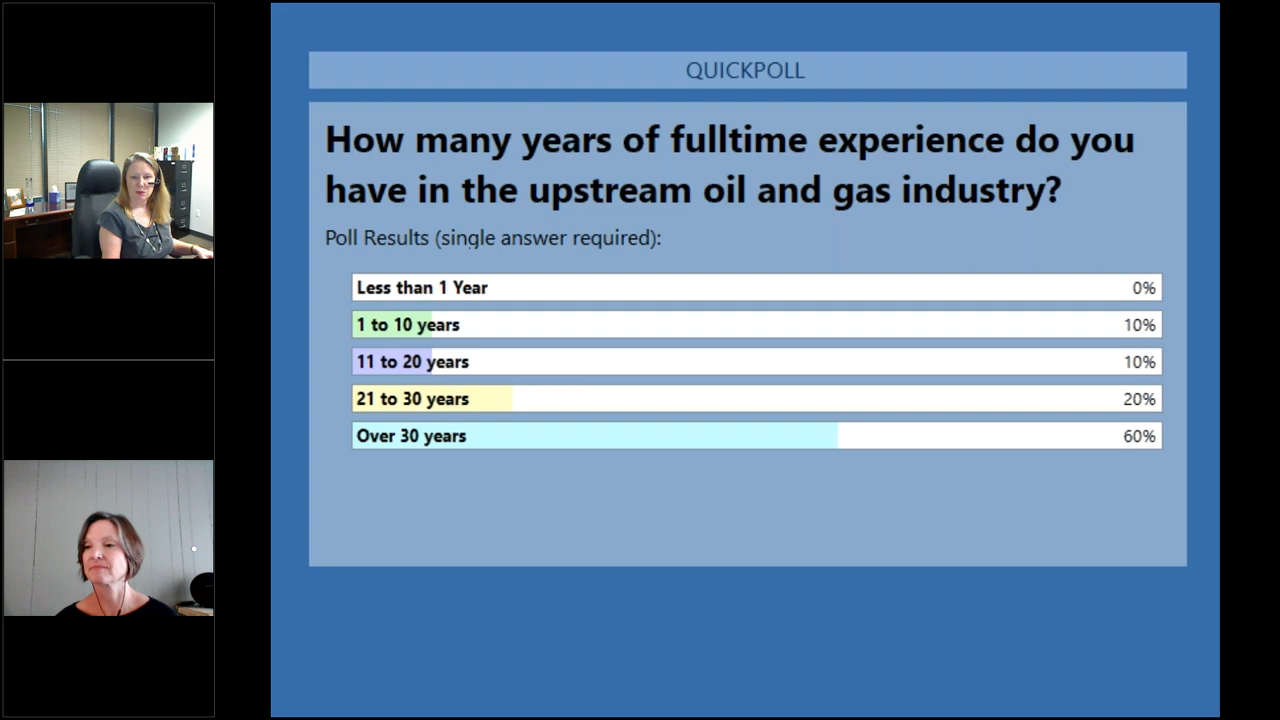 QUICKPOLL
How many years of fulltime experience do you
have in the upstream oil and gas industry?
Poll Results (single answer required):
Less than 1 Year 0%
1 to 10 years 10%
11 to 20 years 10%
21 to 30 years 20%
Over 30 years 60%